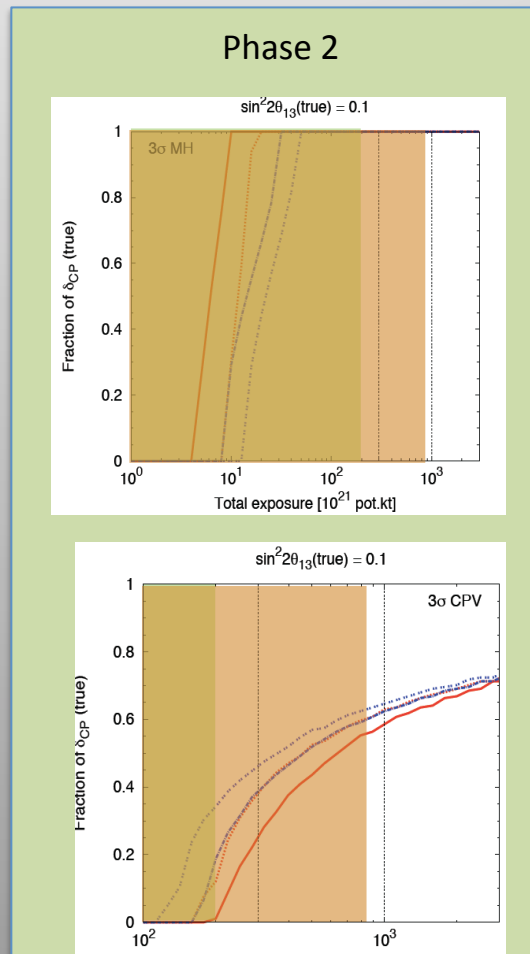 Phase 2
sin²2θ₁₃(true) = 0.1
3σ MH
Fraction of δ_CP (true)
1
0.8
0.6
0.4
0.2
0
10⁰
10¹
10²
10³
Total exposure [10²¹ pot.kt]
sin²2θ₁₃(true) = 0.1
3σ CPV
Fraction of δ_CP (true)
1
0.8
0.6
0.4
0.2
0
10²
10³